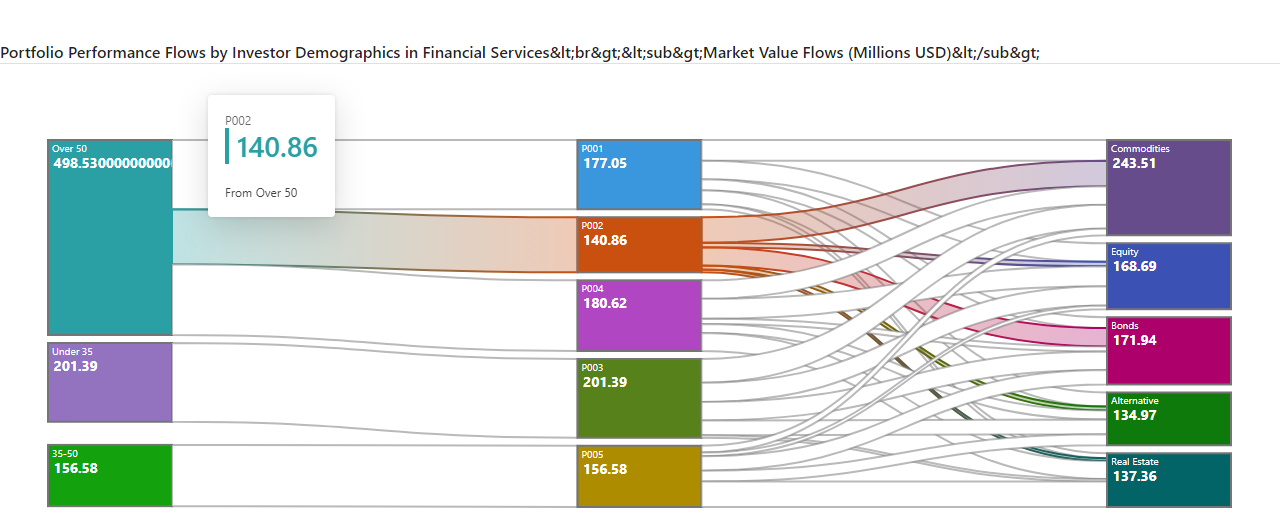 Portfolio Performance Flows by Investor Demographics in Financial Services&lt;br&gt;&lt;sub&gt;Market Value Flows (Millions USD)&lt;/sub&gt;
P002
140.86
From Over 50
Over 50
498.53000000000
Under 35
201.39
35-50
156.58
P001
177.05
P002
140.86
P004
180.62
P003
201.39
P005
156.58
Commodities
243.51
Equity
168.69
Bonds
171.94
Alternative
134.97
Real Estate
137.36